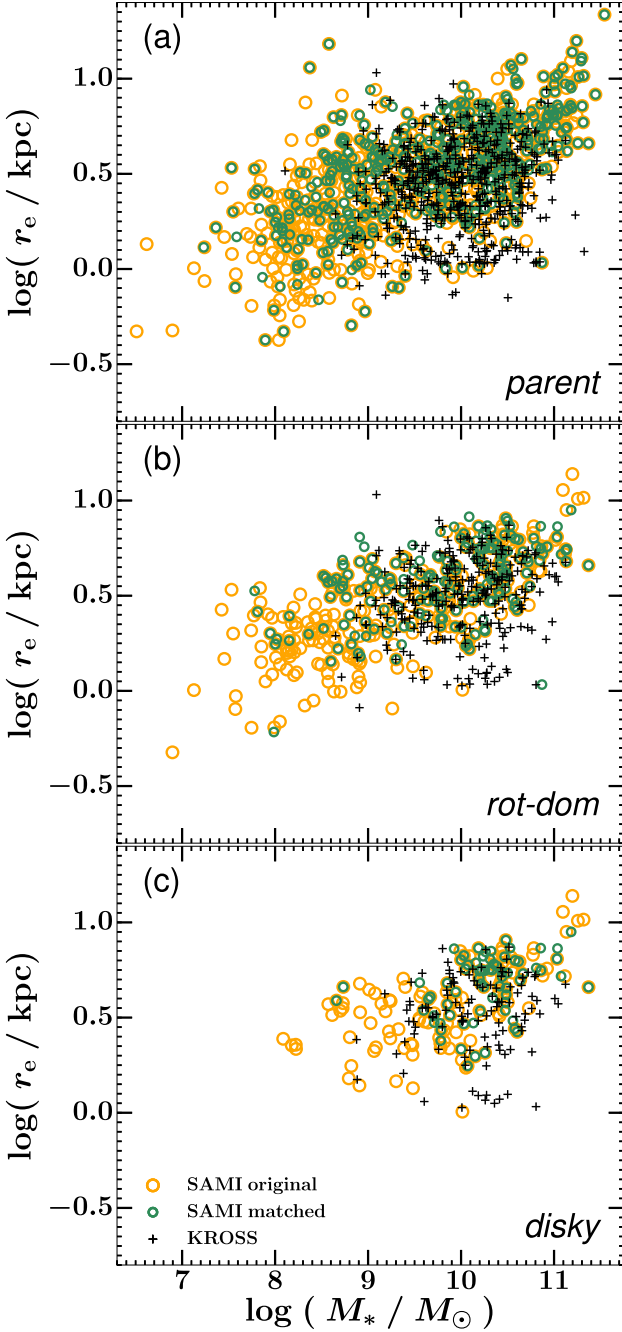 (a)
1.0
0.5
0.0
−0.5
log( r_e / kpc)
parent
(b)
1.0
0.5
0.0
−0.5
log( r_e / kpc)
rot-dom
(c)
1.0
0.5
0.0
−0.5
log( r_e / kpc)
SAMI original
SAMI matched
KROSS
disky
7 8 9 10 11
log ( M_* / M_⊙ )